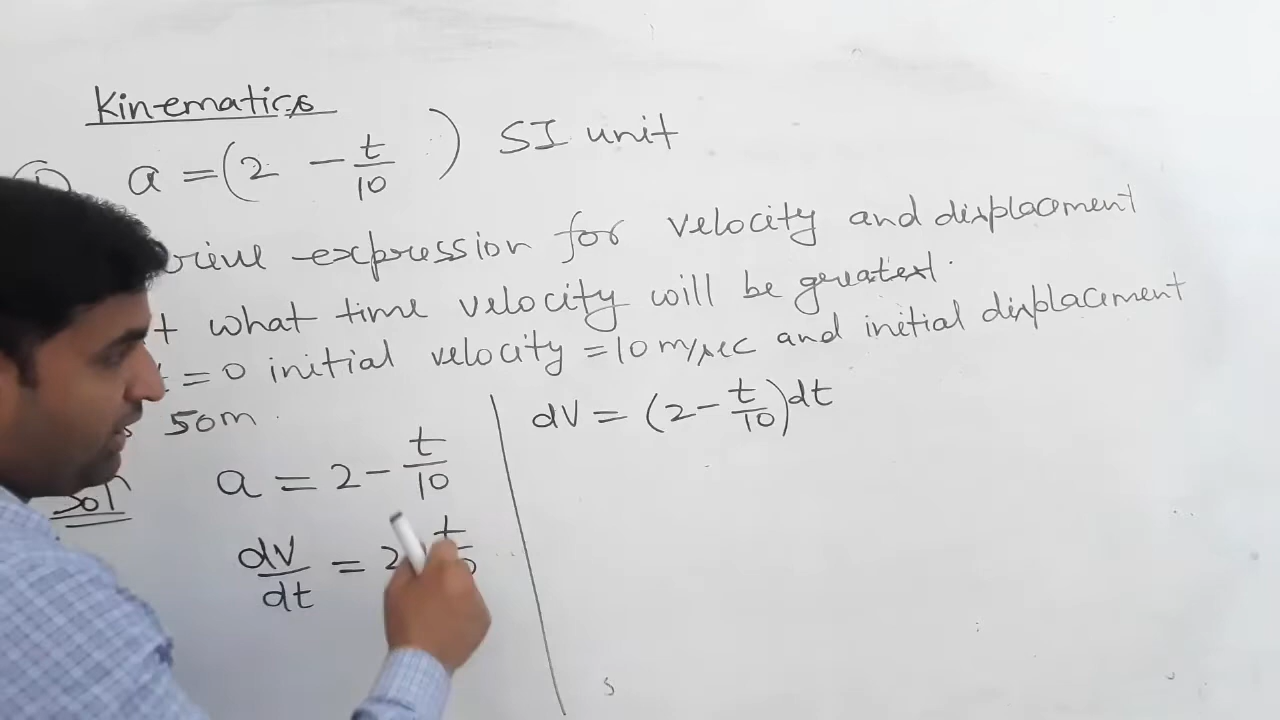 Kinematics
a = (2 - t/10) SI unit
expression for velocity and displacement
what time velocity will be greatest.
= 0 initial velocity = 10 m/sec and initial displacement
50m.
dV = (2 - t/10) dt
a = 2 - t/10
Sol
dV/dt = 2